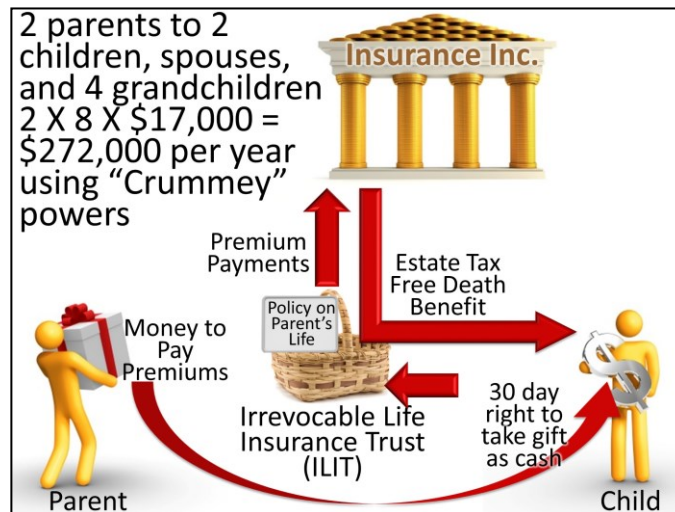 2 parents to 2
children, spouses,
and 4 grandchildren
2 X 8 X $17,000 =
$272,000 per year
using “Crummey”
powers
Insurance Inc.
Premium
Payments
Estate Tax
Free Death
Benefit
Policy on
Parent’s
Life
Money to
Pay
Premiums
Irrevocable Life
Insurance Trust
(ILIT)
30 day
right to
take gift
as cash
$
Parent
Child